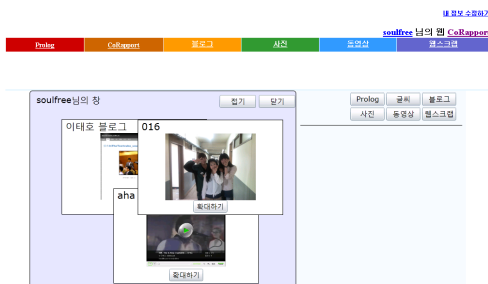 내 정보 수정하기
soulfree 님의 웹 CoRapport
Prolog CoRapport 블로그 사진 동영상 웹스크랩
soulfree님의 창 접기 닫기
Prolog 글씨 블로그
사진 동영상 웹스크랩
이태호 블로그
016
확대하기
aha
확대하기